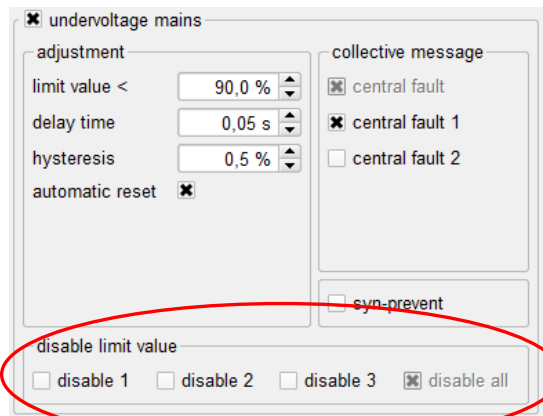 undervoltage mains
adjustment
limit value < 90,0 %
delay time 0,05 s
hysteresis 0,5 %
automatic reset
collective message
central fault
central fault 1
central fault 2
syn-prevent
disable limit value
disable 1 disable 2 disable 3 disable all